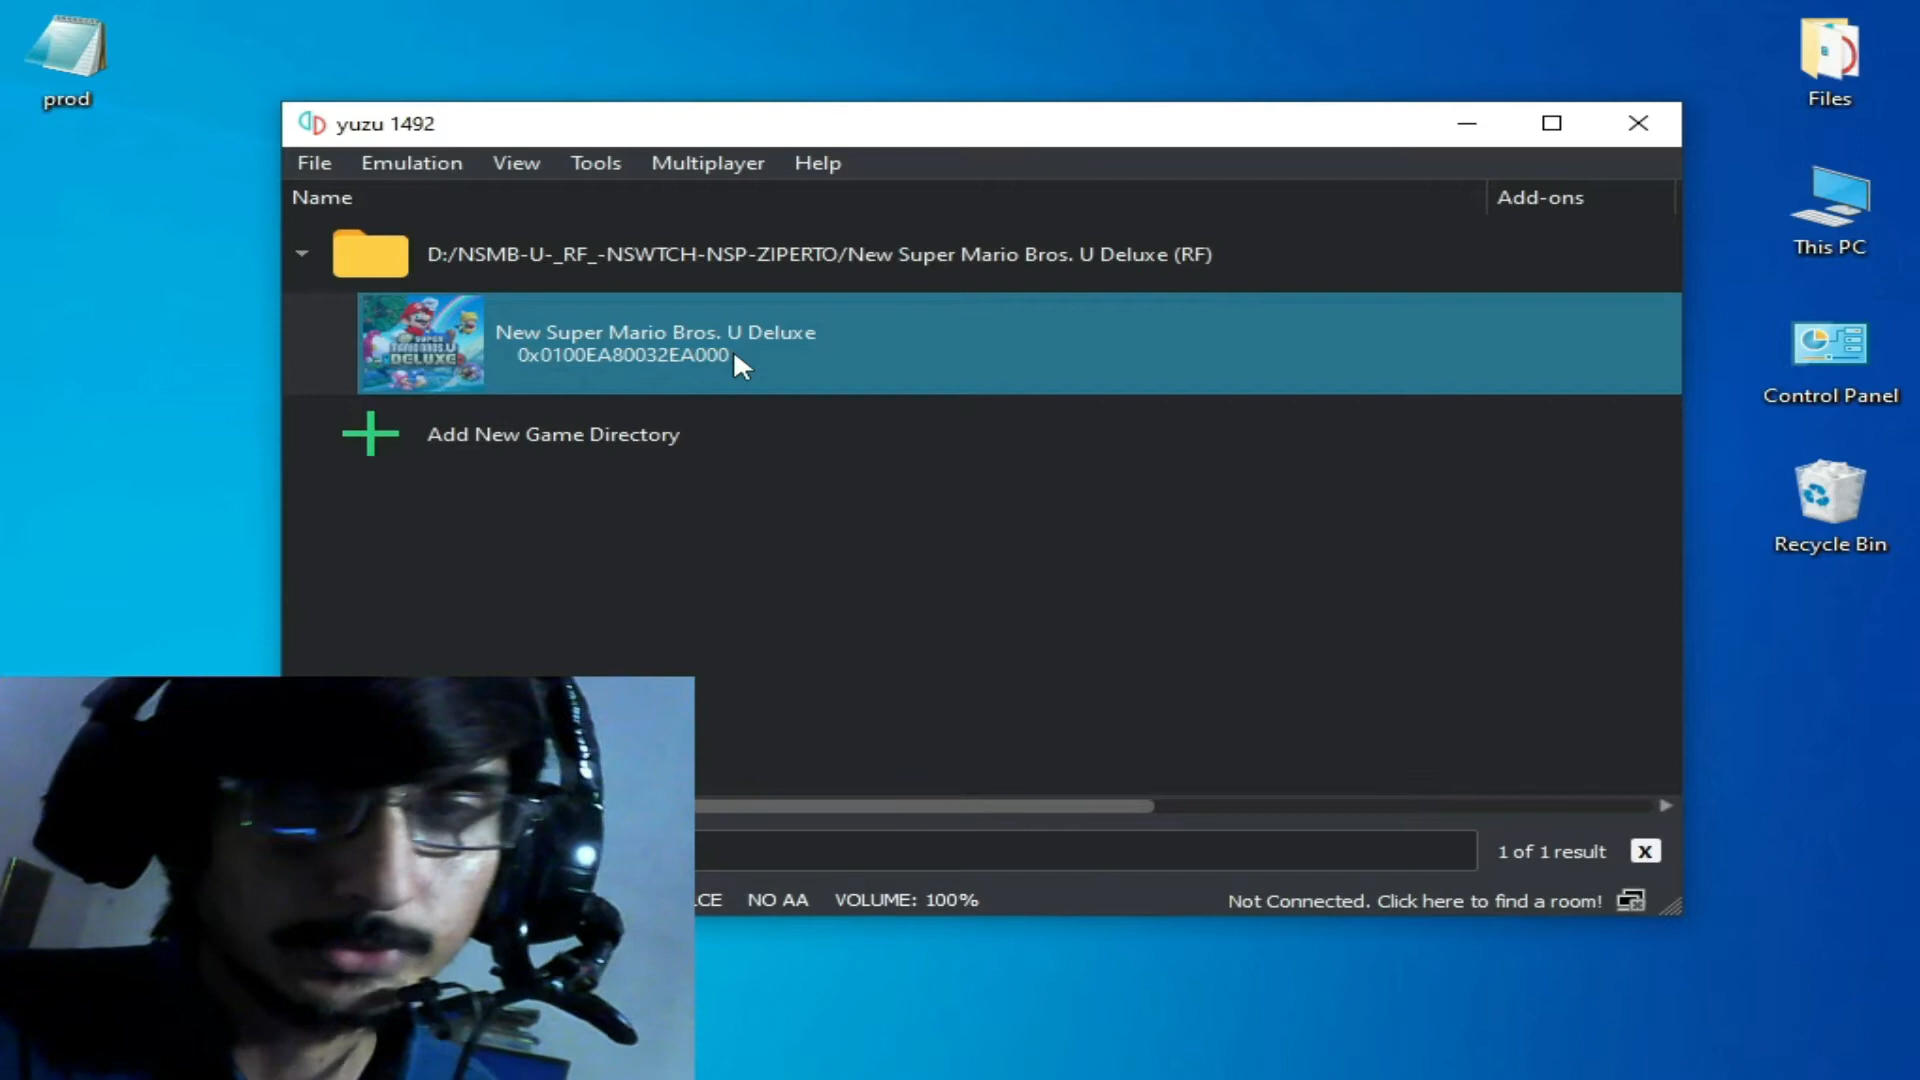 prod
Files
This PC
Control Panel
Recycle Bin
yuzu 1492
File Emulation View Tools Multiplayer Help
Name Add-ons
D:/NSMB-U-_RF_-NSWTCH-NSP-ZIPERTO/New Super Mario Bros. U Deluxe (RF)
New Super Mario Bros. U Deluxe
0x0100EA80032EA000
DELUXE
Add New Game Directory
1 of 1 result X
NO AA VOLUME: 100% Not Connected. Click here to find a room!